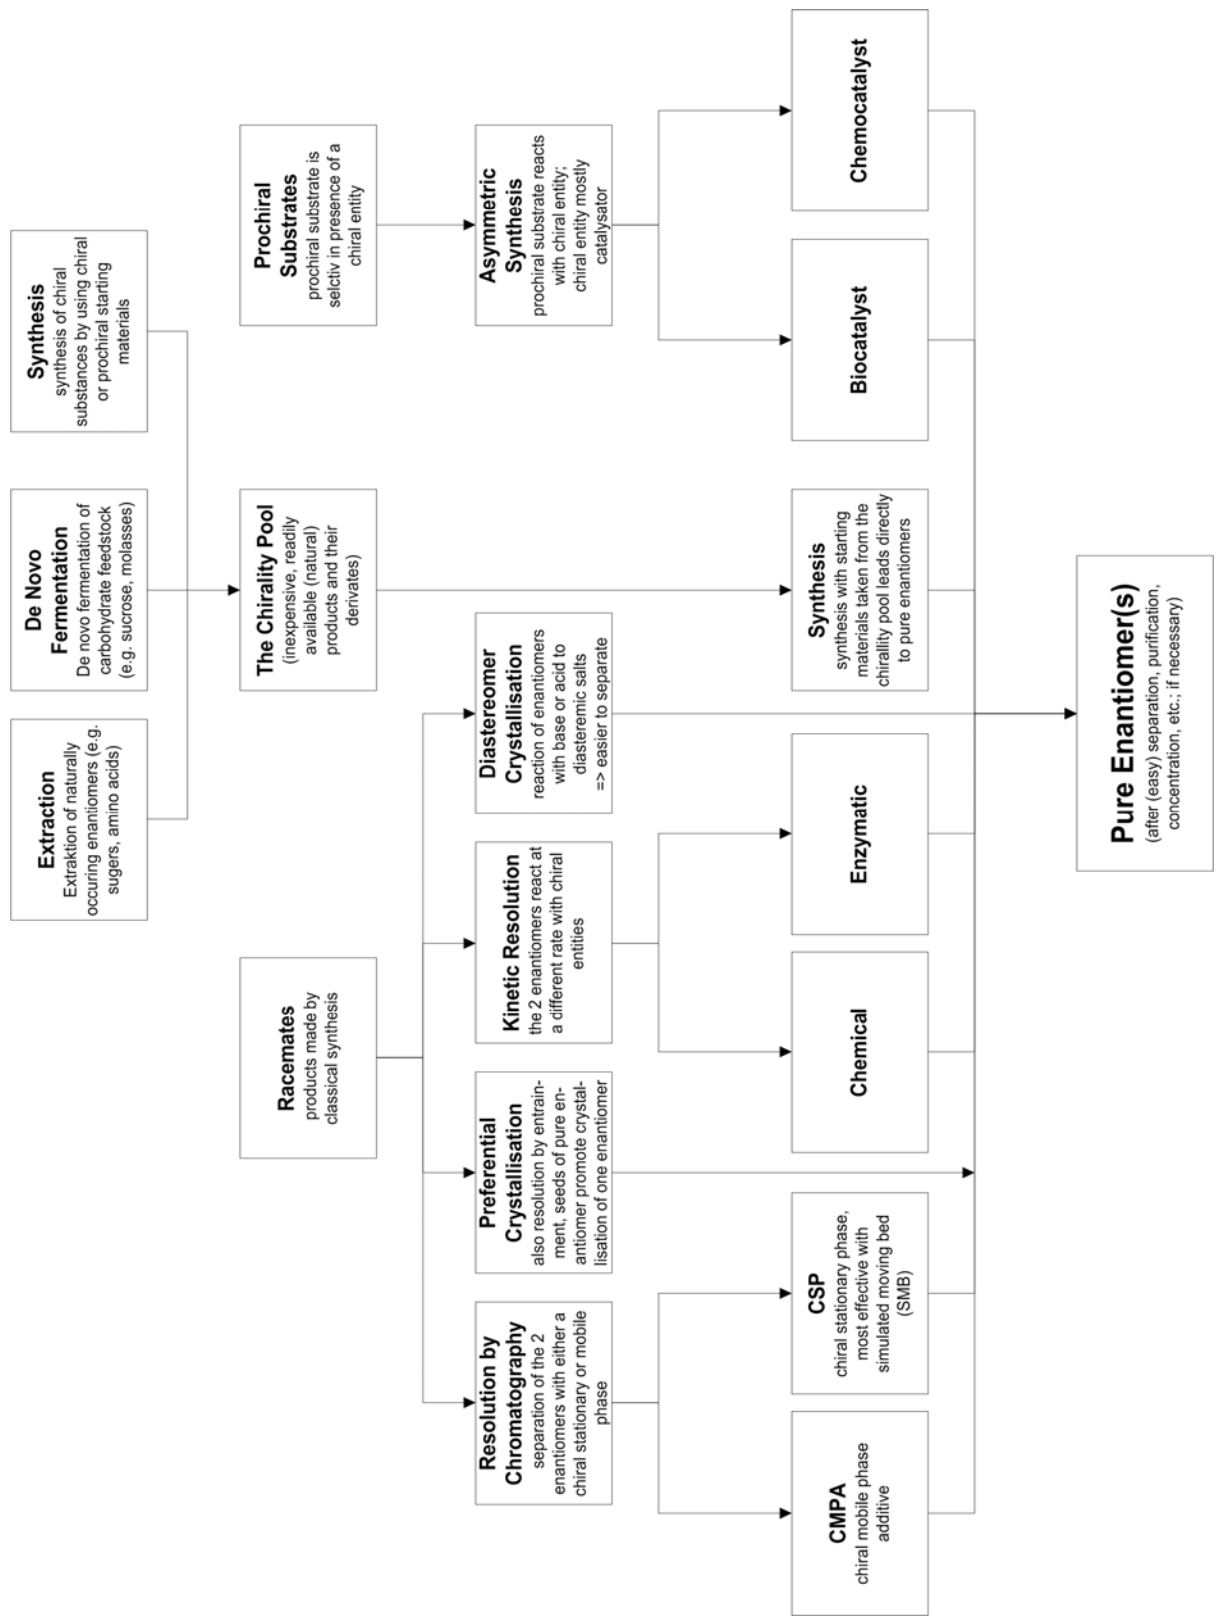 Extraction
Extraktion of naturally
occuring enantiomers (e.g.
sugers, amino acids)
De Novo
Fermentation
De novo fermentation of
carbohydrate feedstock
(e.g. sucrose, molasses)
Synthesis
synthesis of chiral
substances by using chiral
or prochiral starting
materials
Racemates
products made by
classical synthesis
The Chirality Pool
(inexpensive, readily
available (natural)
products and their
derivates)
Prochiral
Substrates
prochiral substrate is
selctiv in presence of a
chiral entity
Resolution by
Chromatography
separation of the 2
enantiomers with either a
chiral stationary or mobile
phase
Preferential
Crystallisation
also resolution by entrain-
ment, seeds of pure en-
antiomer promote crystal-
lisation of one enantiomer
Kinetic Resolution
the 2 enantiomers react at
a different rate with chiral
entities
Diastereomer
Crystallisation
reaction of enantiomers
with base or acid to
diasteremic salts
=> easier to separate
Asymmetric
Synthesis
prochiral substrate reacts
with chiral entity;
chiral entity mostly
catalysator
CMPA
chiral mobile phase
additive
CSP
chiral stationary phase,
most effective with
simulated moving bed
(SMB)
Chemical
Enzymatic
Synthesis
synthesis with starting
materials taken from the
chirallity pool leads directly
to pure enantiomers
Biocatalyst
Chemocatalyst
Pure Enantiomer(s)
(after (easy) separation, purification,
concentration, etc.; if necessary)